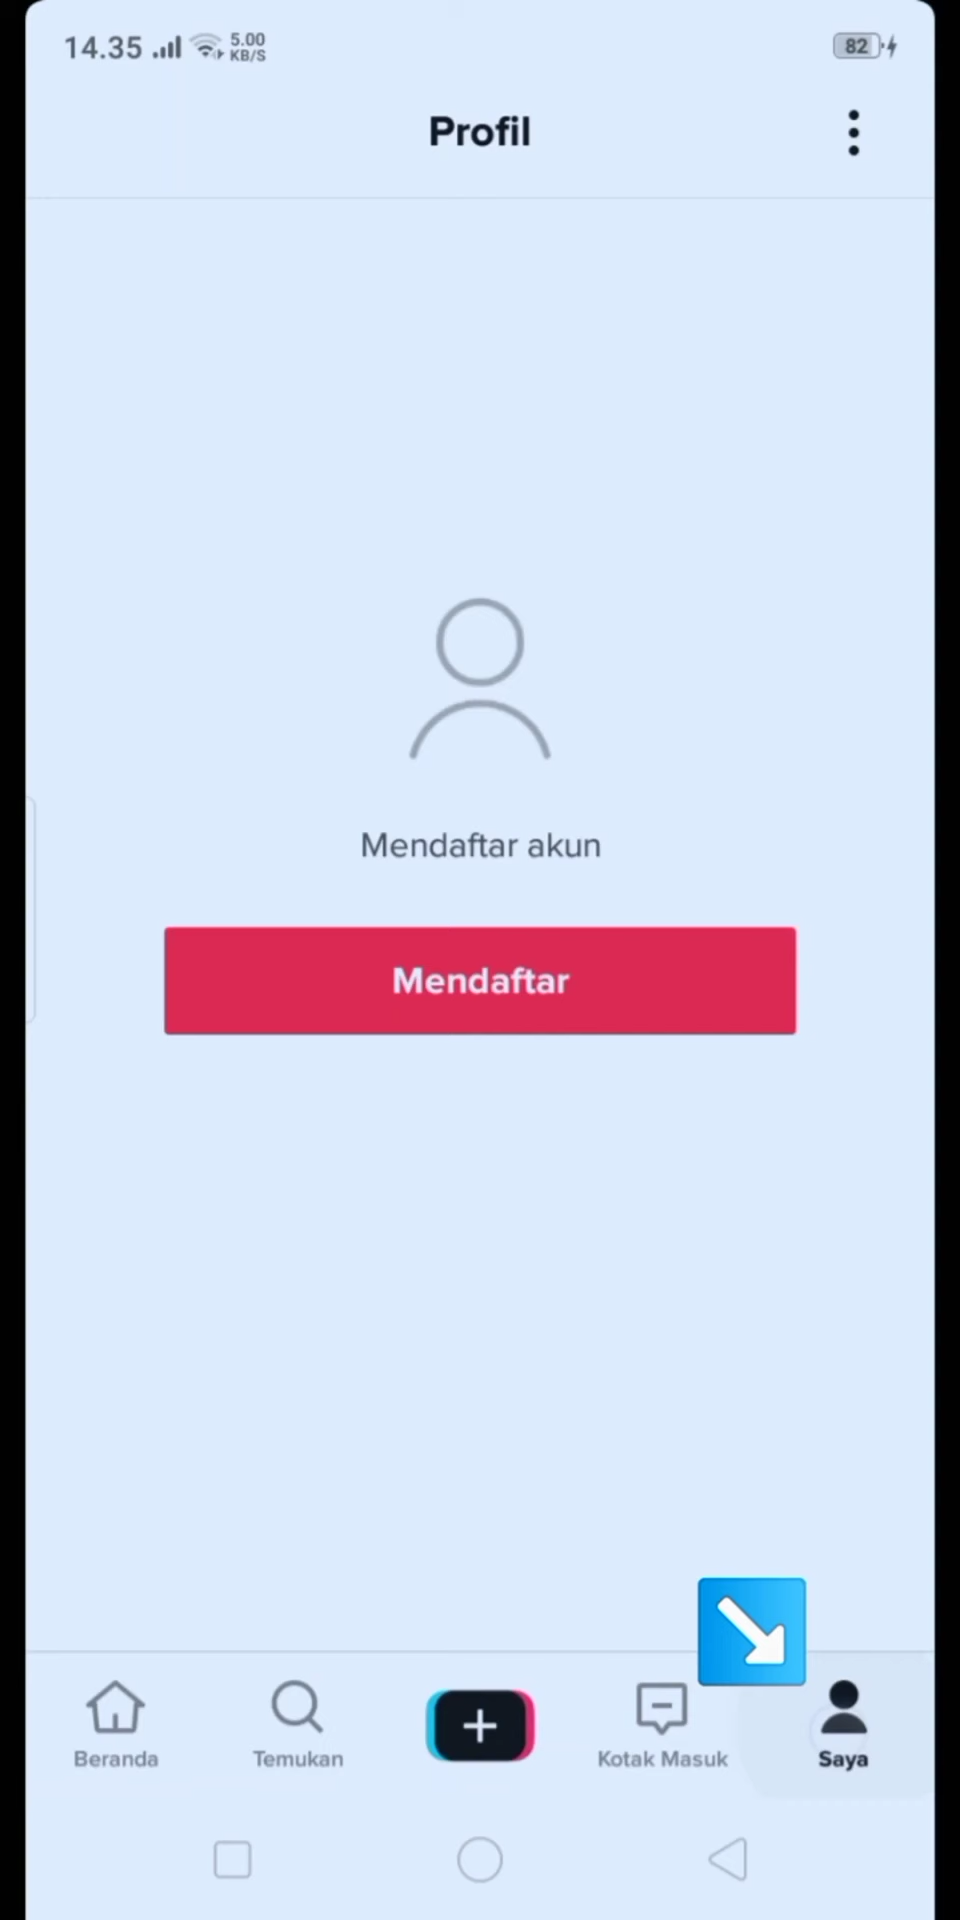 14.35 5.00 KB/S 82
Profil
Mendaftar akun
Mendaftar
Beranda Temukan Kotak Masuk Saya